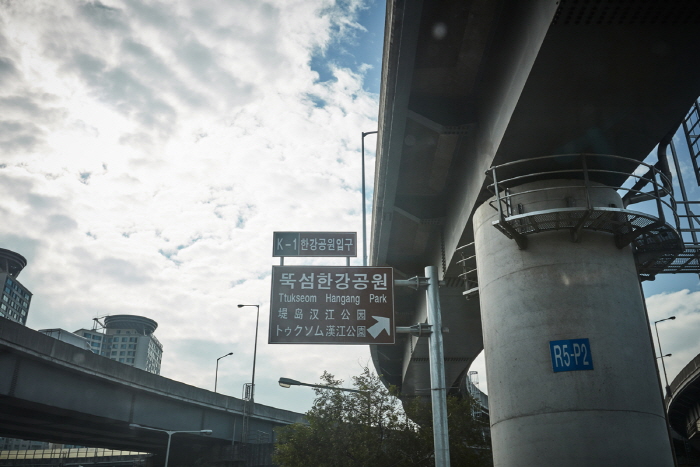 K-1 한강공원입구
뚝섬한강공원
Ttukseom Hangang Park
堤岛汉江公园
トゥクソム漢江公園
R5-P2